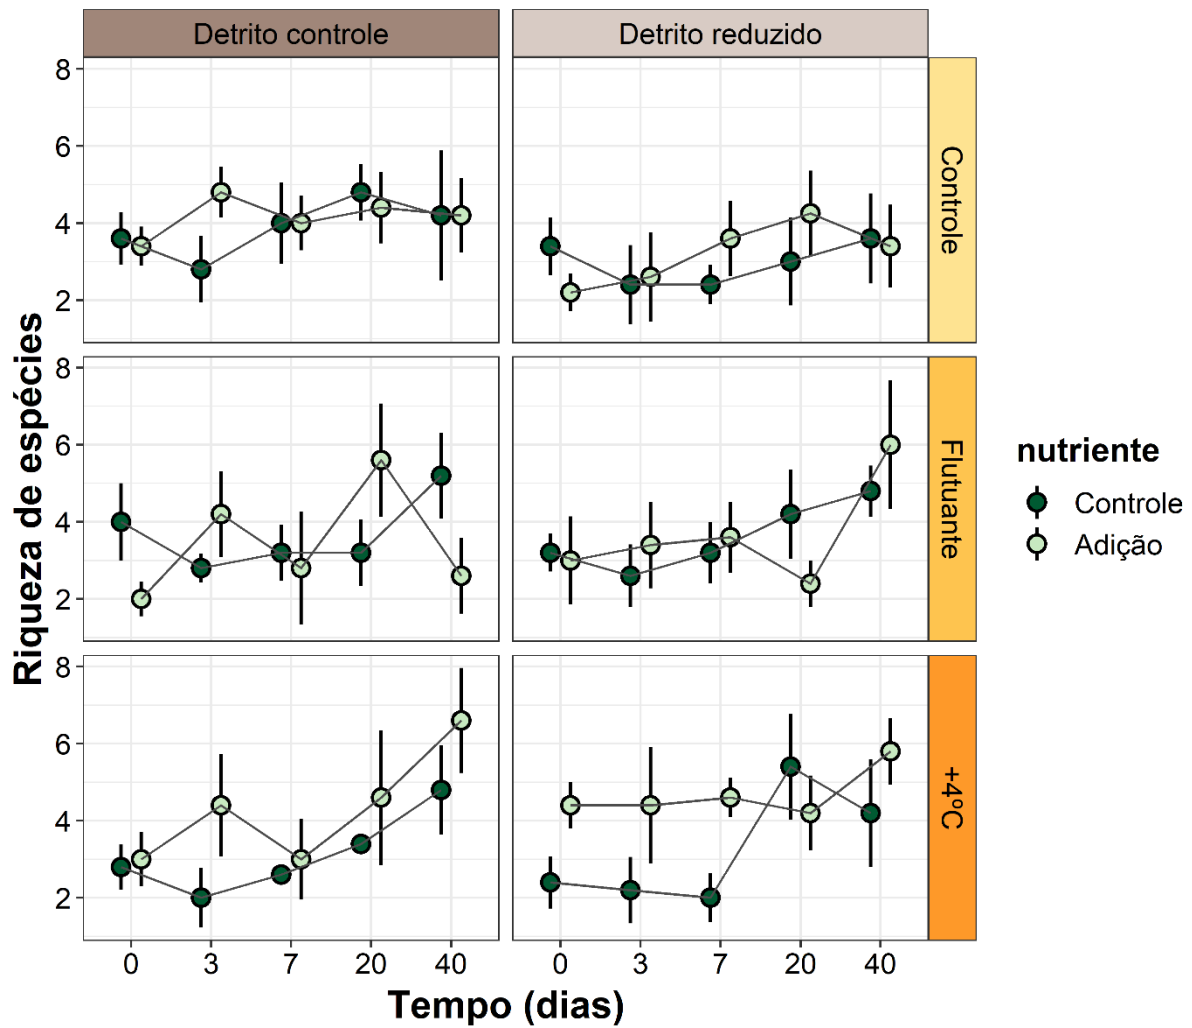 Detrito controle
Detrito reduzido
Riqueza de espécies
8
6
4
2
Controle
8
6
4
2
Flutuante
8
6
4
2
+4ºC
0 3 7 20 40
0 3 7 20 40
Tempo (dias)
nutriente
Controle
Adição